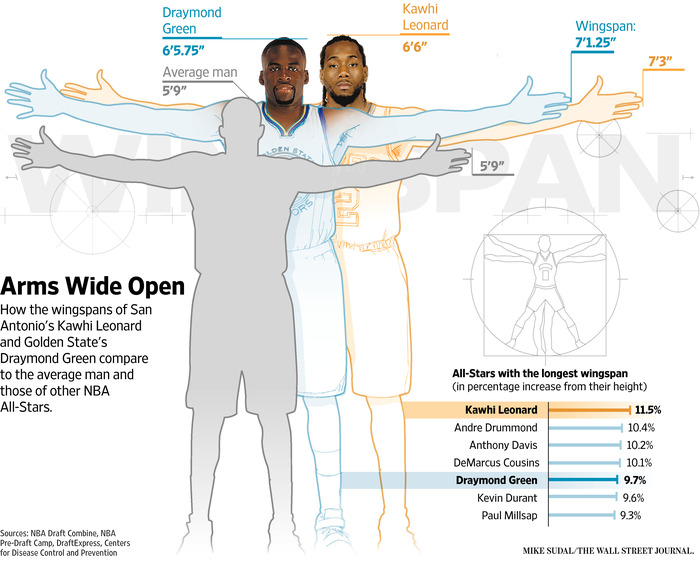 Draymond
Green
6'5.75”
Kawhi
Leonard
6'6”
Wingspan:
7'1.25”
7'3”
Average man
5'9”
WINGSPAN
5'9”
LDEN STAT
ORS
Arms Wide Open
How the wingspans of San
Antonio’s Kawhi Leonard
and Golden State’s
Draymond Green compare
to the average man and
those of other NBA
All-Stars.
All-Stars with the longest wingspan
(in percentage increase from their height)
Kawhi Leonard 11.5%
Andre Drummond 10.4%
Anthony Davis 10.2%
DeMarcus Cousins 10.1%
Draymond Green 9.7%
Kevin Durant 9.6%
Paul Millsap 9.3%
Sources: NBA Draft Combine, NBA
Pre-Draft Camp, DraftExpress, Centers
for Disease Control and Prevention
MIKE SUDAL/THE WALL STREET JOURNAL.